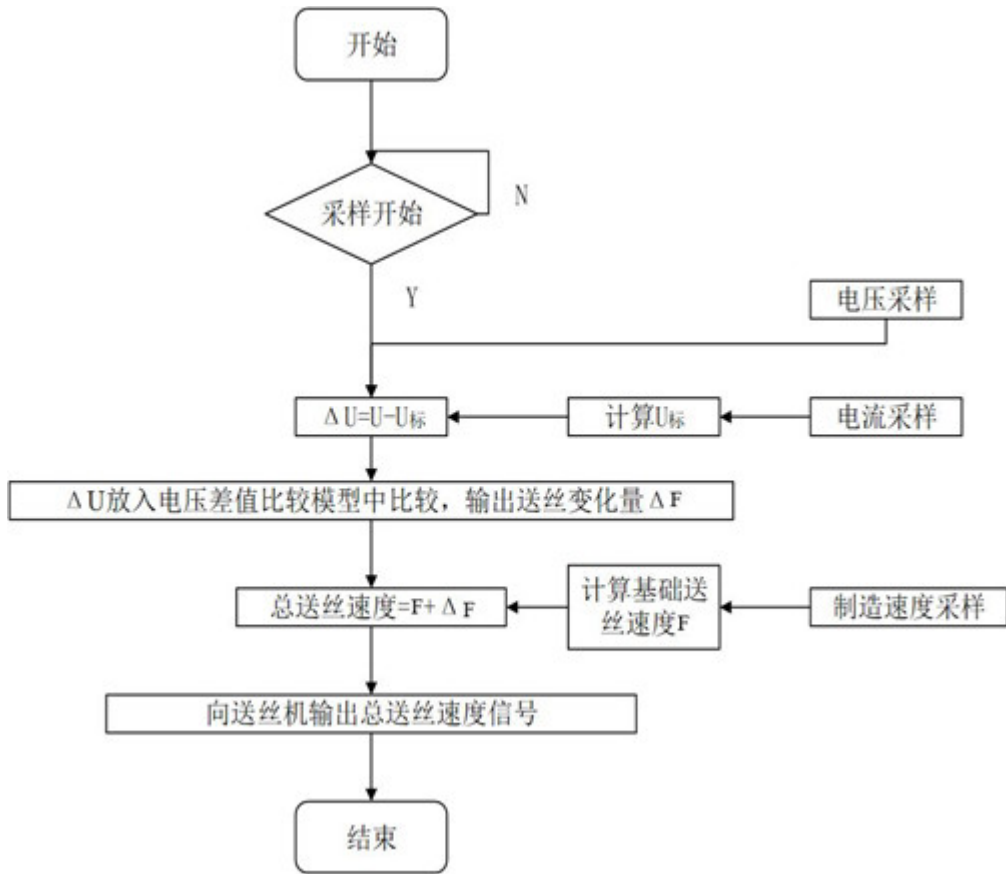 开始
采样开始
N
Y
电压采样
ΔU=U-U标
计算U标
电流采样
ΔU放入电压差值比较模型中比较，输出送丝变化量ΔF
总送丝速度=F+ΔF
计算基础送
丝速度F
制造速度采样
向送丝机输出总送丝速度信号
结束